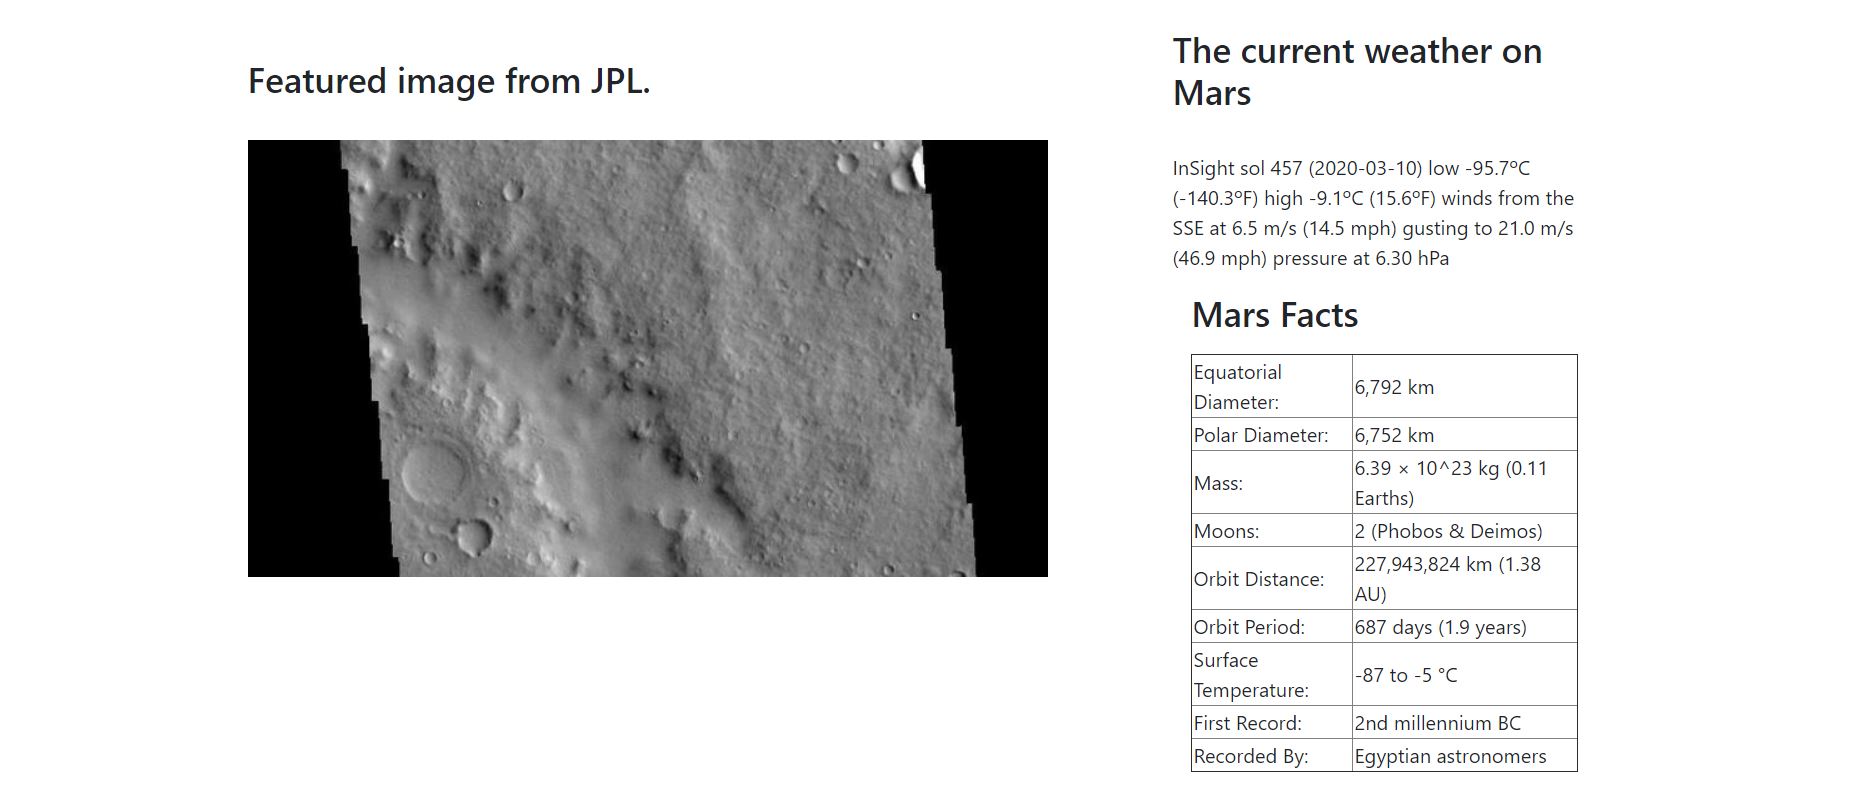 Featured image from JPL.
The current weather on
Mars
InSight sol 457 (2020-03-10) low -95.7ºC
(-140.3ºF) high -9.1ºC (15.6ºF) winds from the
SSE at 6.5 m/s (14.5 mph) gusting to 21.0 m/s
(46.9 mph) pressure at 6.30 hPa
Mars Facts
Equatorial
Diameter:
6,792 km
Polar Diameter: 6,752 km
Mass:
6.39 × 10^23 kg (0.11
Earths)
Moons: 2 (Phobos & Deimos)
Orbit Distance:
227,943,824 km (1.38
AU)
Orbit Period: 687 days (1.9 years)
Surface
Temperature:
-87 to -5 °C
First Record: 2nd millennium BC
Recorded By: Egyptian astronomers